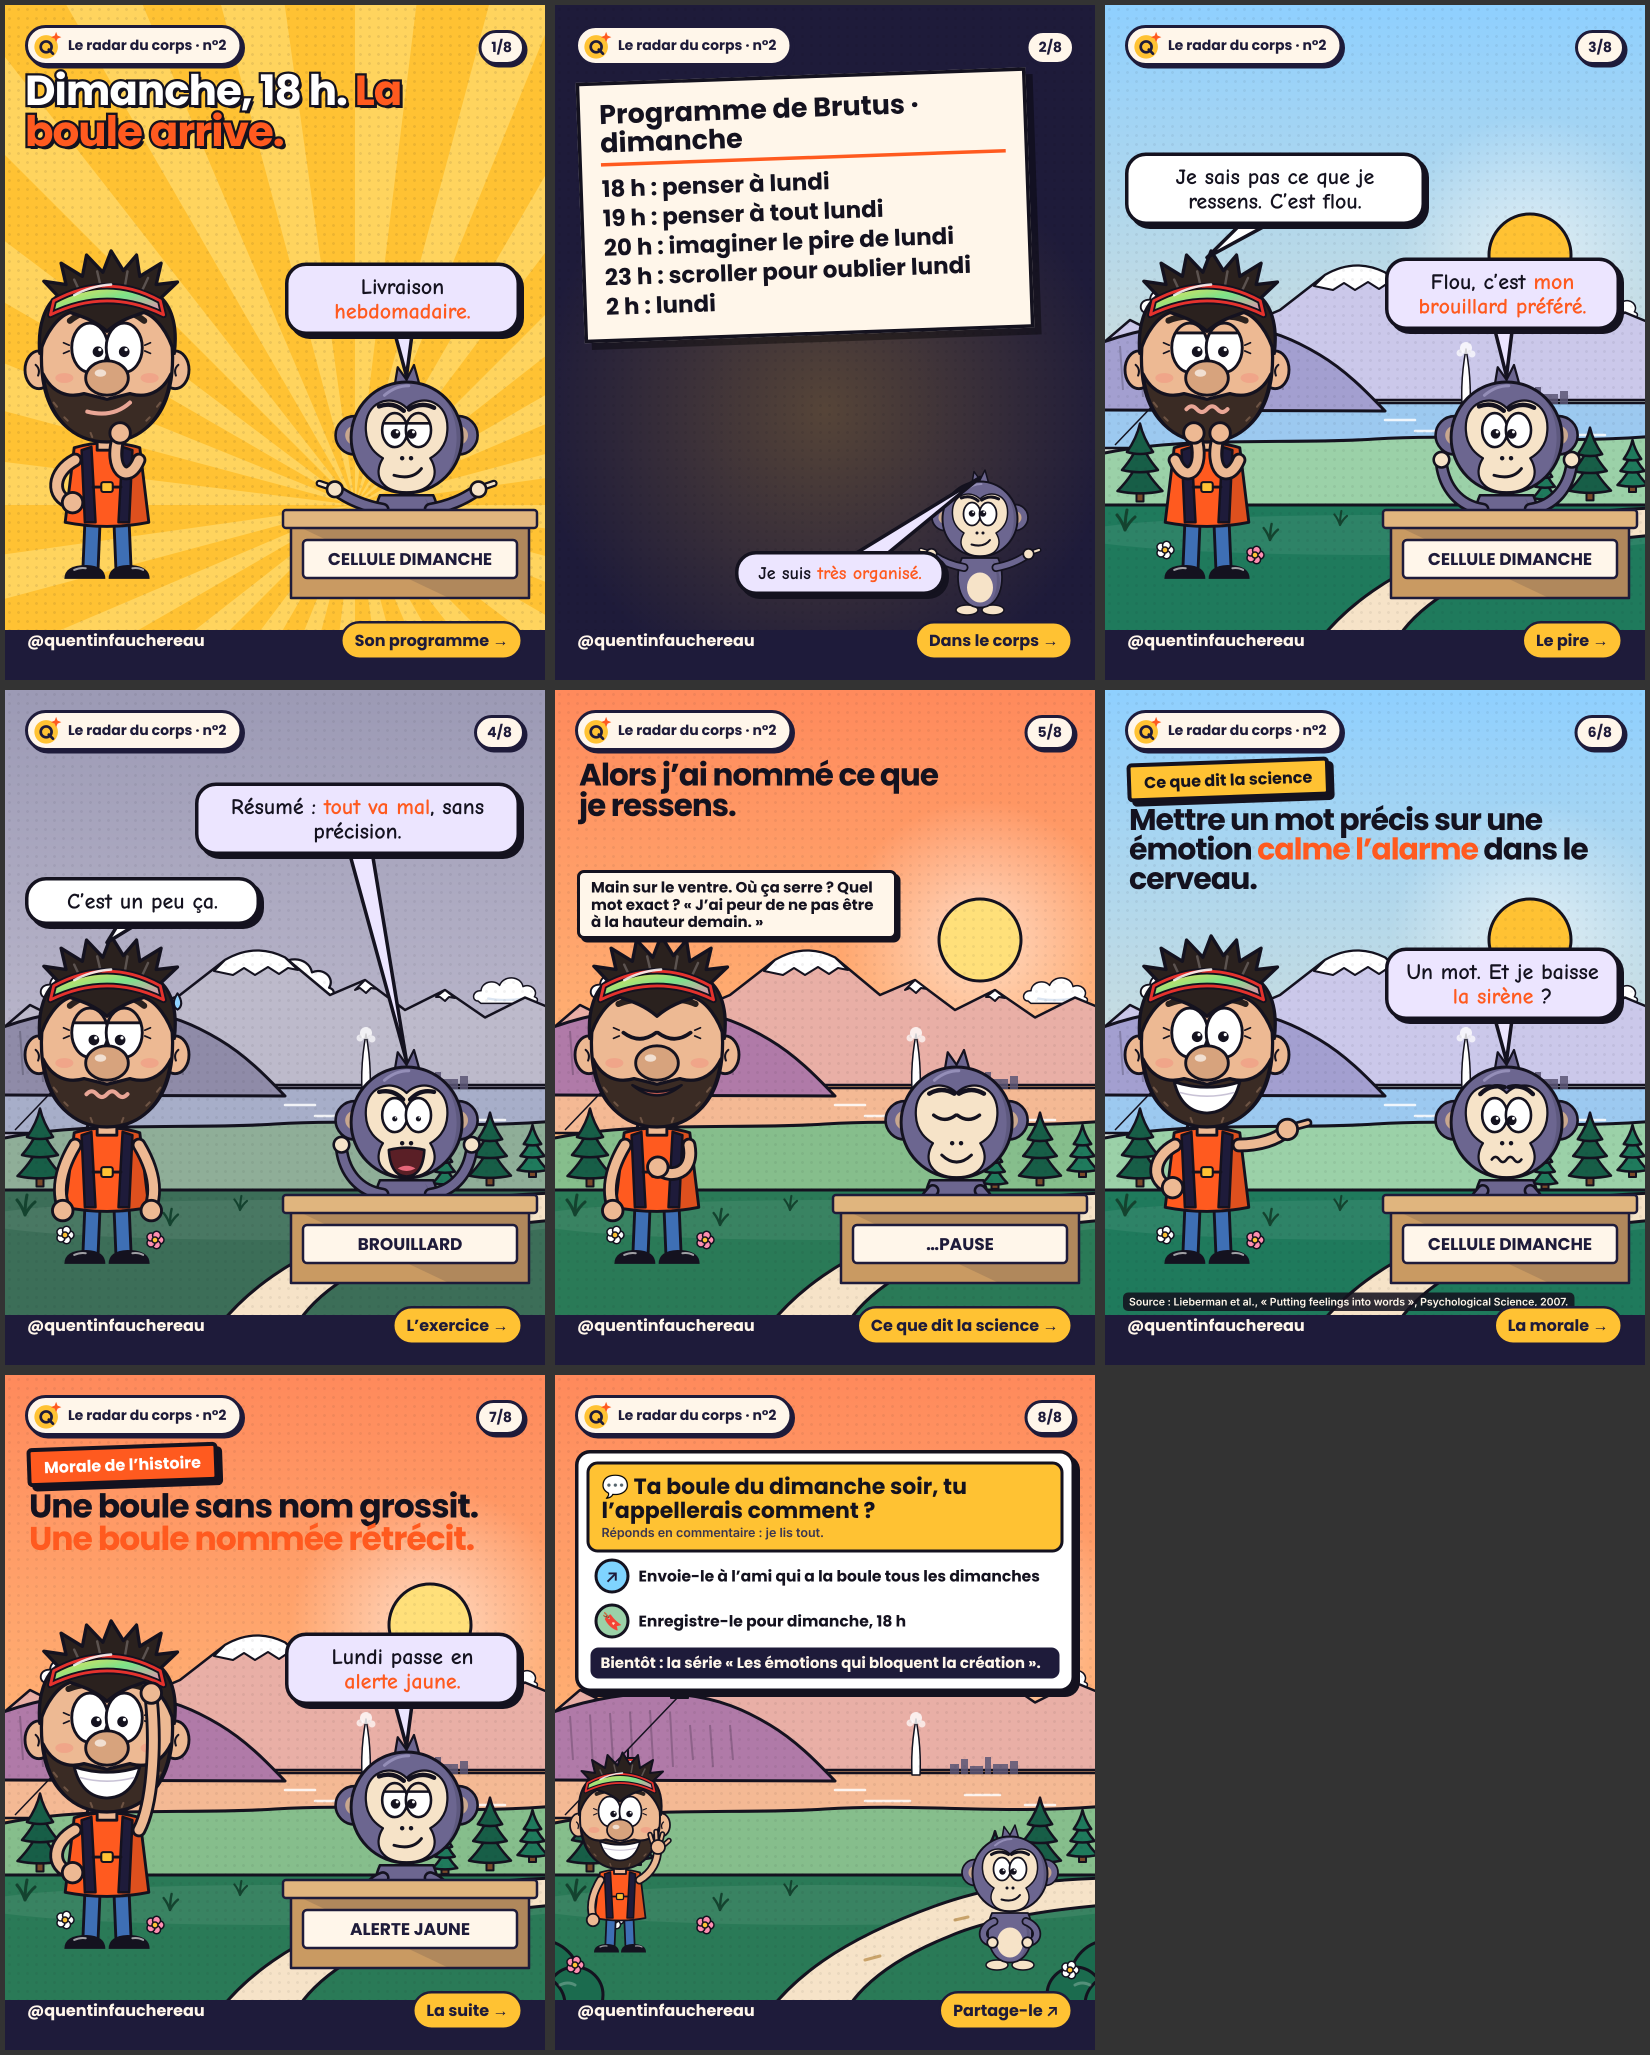 Q Le radar du corps · n°2
1/8
Dimanche, 18 h. La
boule arrive.
Livraison
hebdomadaire.
CELLULE DIMANCHE
@quentinfauchereau
Son programme →
Q Le radar du corps · n°2
2/8
Programme de Brutus ·
dimanche
18 h : penser à lundi
19 h : penser à tout lundi
20 h : imaginer le pire de lundi
23 h : scroller pour oublier lundi
2 h : lundi
Je suis très organisé.
@quentinfauchereau
Dans le corps →
Q Le radar du corps · n°2
3/8
Je sais pas ce que je
ressens. C’est flou.
Flou, c’est mon
brouillard préféré.
CELLULE DIMANCHE
@quentinfauchereau
Le pire →
Q Le radar du corps · n°2
4/8
Résumé : tout va mal, sans
précision.
C’est un peu ça.
BROUILLARD
@quentinfauchereau
L’exercice →
Q Le radar du corps · n°2
5/8
Alors j’ai nommé ce que
je ressens.
Main sur le ventre. Où ça serre ? Quel
mot exact ? « J’ai peur de ne pas être
à la hauteur demain. »
...PAUSE
@quentinfauchereau
Ce que dit la science →
Q Le radar du corps · n°2
6/8
Ce que dit la science
Mettre un mot précis sur une
émotion calme l’alarme dans le
cerveau.
Un mot. Et je baisse
la sirène ?
CELLULE DIMANCHE
Source : Lieberman et al., « Putting feelings into words », Psychological Science, 2007.
@quentinfauchereau
La morale →
Q Le radar du corps · n°2
7/8
Morale de l’histoire
Une boule sans nom grossit.
Une boule nommée rétrécit.
Lundi passe en
alerte jaune.
ALERTE JAUNE
@quentinfauchereau
La suite →
Q Le radar du corps · n°2
8/8
💬 Ta boule du dimanche soir, tu
l’appellerais comment ?
Réponds en commentaire : je lis tout.
Envoie-le à l’ami qui a la boule tous les dimanches
Enregistre-le pour dimanche, 18 h
Bientôt : la série « Les émotions qui bloquent la création ».
@quentinfauchereau
Partage-le ↗